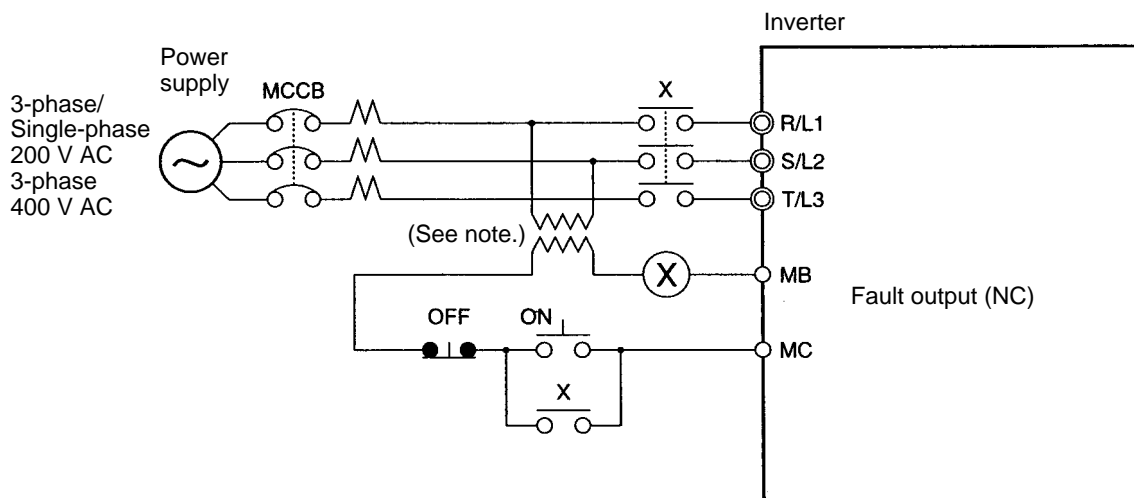 Inverter
Power
supply
3-phase/
Single-phase
200 V AC
3-phase
400 V AC
MCCB
X
R/L1
S/L2
T/L3
(See note.)
X
MB
Fault output (NC)
OFF
ON
MC
X